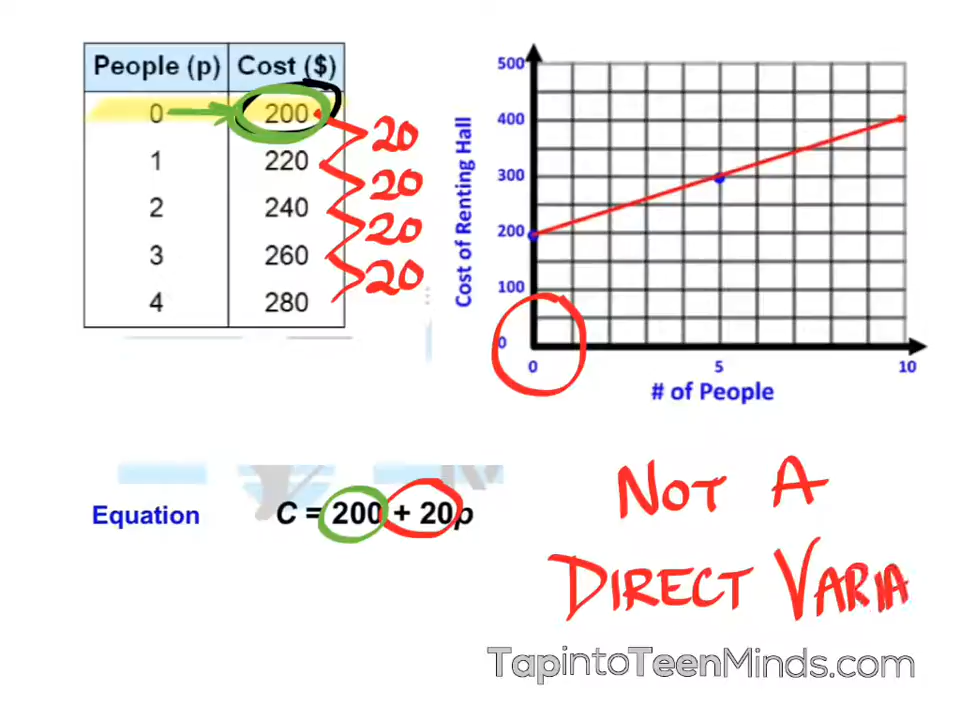 People (p) Cost ($)
0 200
1 220
2 240
3 260
4 280
20
20
20
20
Cost of Renting Hall
500
400
300
200
100
0
0 5 10
# of People
Equation C = 200 + 20p
NOT A
DIRECT VARIA
TapintoTeenMinds.com